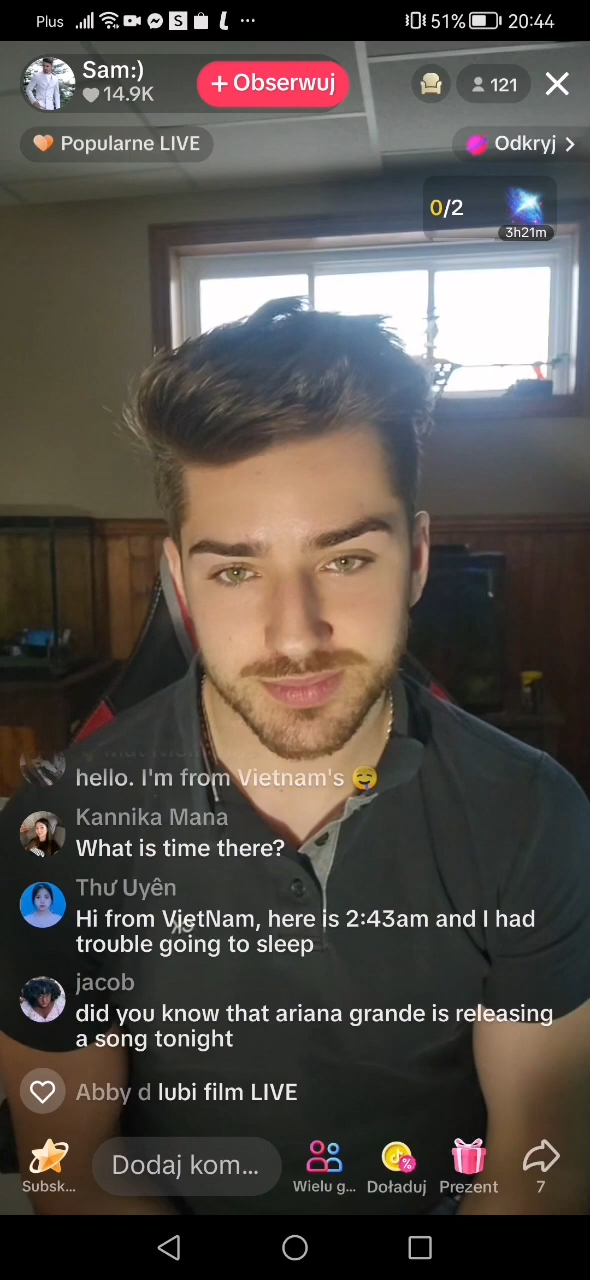 Plus 51% 20:44
Sam:) + Obserwuj 121
14.9K
Popularne LIVE Odkryj
0/2
3h21m
hello. I'm from Vietnam's
Kannika Mana
What is time there?
Thư Uyên
Hi from VjetNam, here is 2:43am and I had
trouble going to sleep
jacob
did you know that ariana grande is releasing
a song tonight
Abby d lubi film LIVE
Dodaj kom...
Subsk... Wielu g... Doładuj Prezent 7